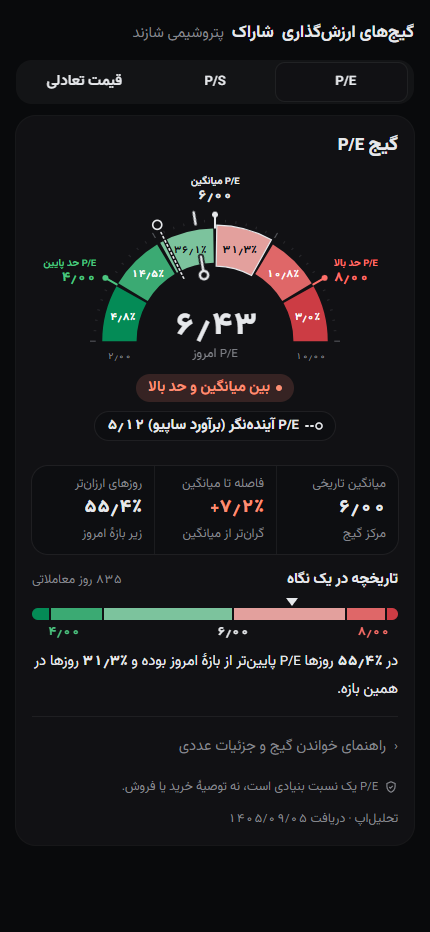 گیج‌های ارزش‌گذاری شاراک پتروشیمی شازند
P/E
P/S
قیمت تعادلی
گیج P/E
P/E میانگین
۶٫۰۰
P/E حد پایین
۴٫۰۰
P/E حد بالا
۸٫۰۰
۴٫۸٪
۱۴٫۵٪
۳۶٫۱٪
۳۱٫۳٪
۱۰٫۸٪
۳٫۰٪
۶٫۴۳
P/E امروز
۲٫۰۰
۱۰٫۰۰
بین میانگین و حد بالا
P/E آینده‌نگر (برآورد ساپیو) ۵٫۱۲
میانگین تاریخی
۶٫۰۰
مرکز گیج
فاصله تا میانگین
+۷٫۲٪
گران‌تر از میانگین
روزهای ارزان‌تر
۵۵٫۴٪
زیر بازهٔ امروز
تاریخچه در یک نگاه
۸۳۵ روز معاملاتی
۴٫۰۰
۶٫۰۰
۸٫۰۰
در ۵۵٫۴٪ روزها P/E پایین‌تر از بازهٔ امروز بوده و ۳۱٫۳٪ روزها در
همین بازه.
راهنمای خواندن گیج و جزئیات عددی
P/E یک نسبت بنیادی است، نه توصیهٔ خرید یا فروش.
تحلیل‌اپ · دریافت ۱۴۰۵/۰۹/۰۵